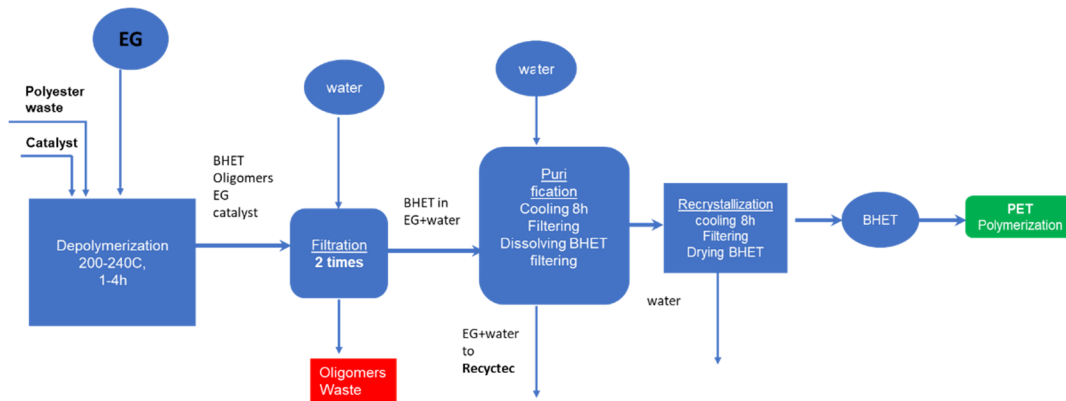 EG
Polyester
waste
Catalyst
Depolymerization
200-240C,
1-4h
BHET
Oligomers
EG
catalyst
water
Filtration
2 times
Oligomers
Waste
BHET in
EG+water
water
Puri
fication
Cooling 8h
Filtering
Dissolving BHET
filtering
EG+water
to
Recyctec
Recrystallization
cooling 8h
Filtering
Drying BHET
water
BHET
PET
Polymerization